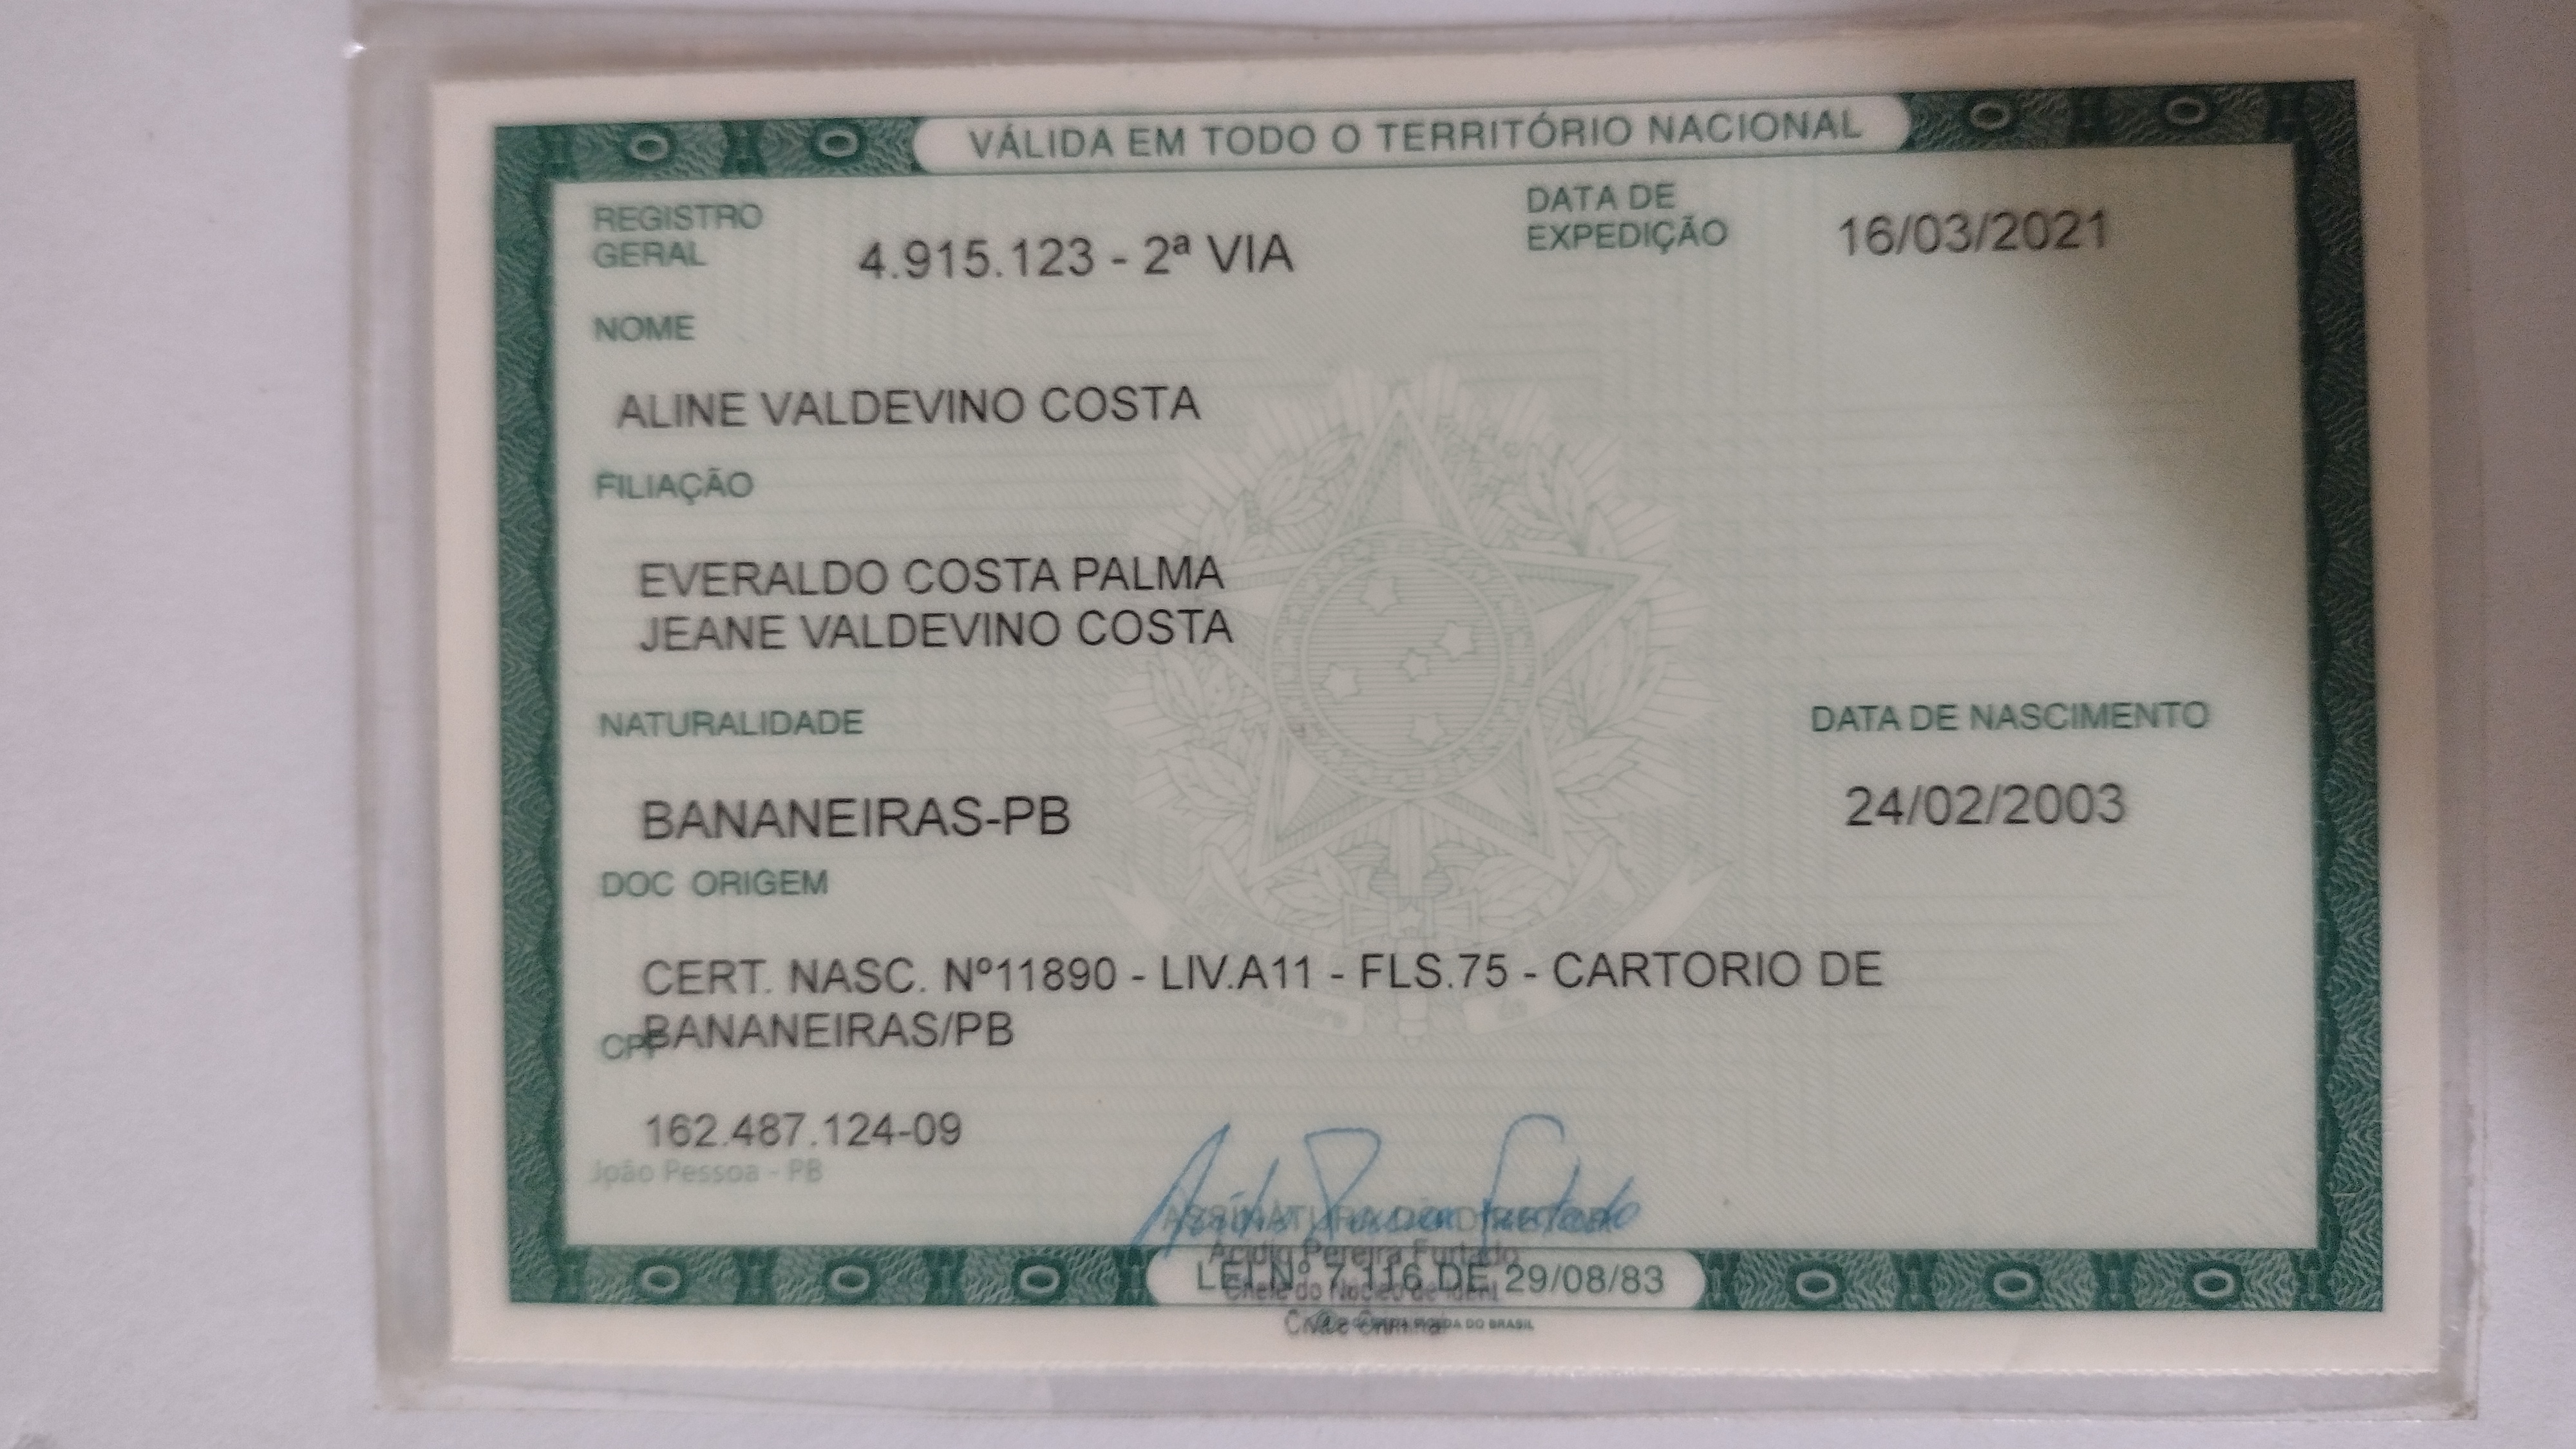 VÁLIDA EM TODO O TERRITÓRIO NACIONAL
REGISTRO GERAL 4.915.123 - 2ª VIA DATA DE EXPEDIÇÃO 16/03/2021
NOME
ALINE VALDEVINO COSTA
FILIAÇÃO
EVERALDO COSTA PALMA
JEANE VALDEVINO COSTA
NATURALIDADE DATA DE NASCIMENTO
BANANEIRAS-PB 24/02/2003
DOC ORIGEM
CERT. NASC. Nº11890 - LIV.A11 - FLS.75 - CARTORIO DE
BANANEIRAS/PB
CPF
162.487.124-09
João Pessoa - PB
LEI Nº 7.116 DE 29/08/83